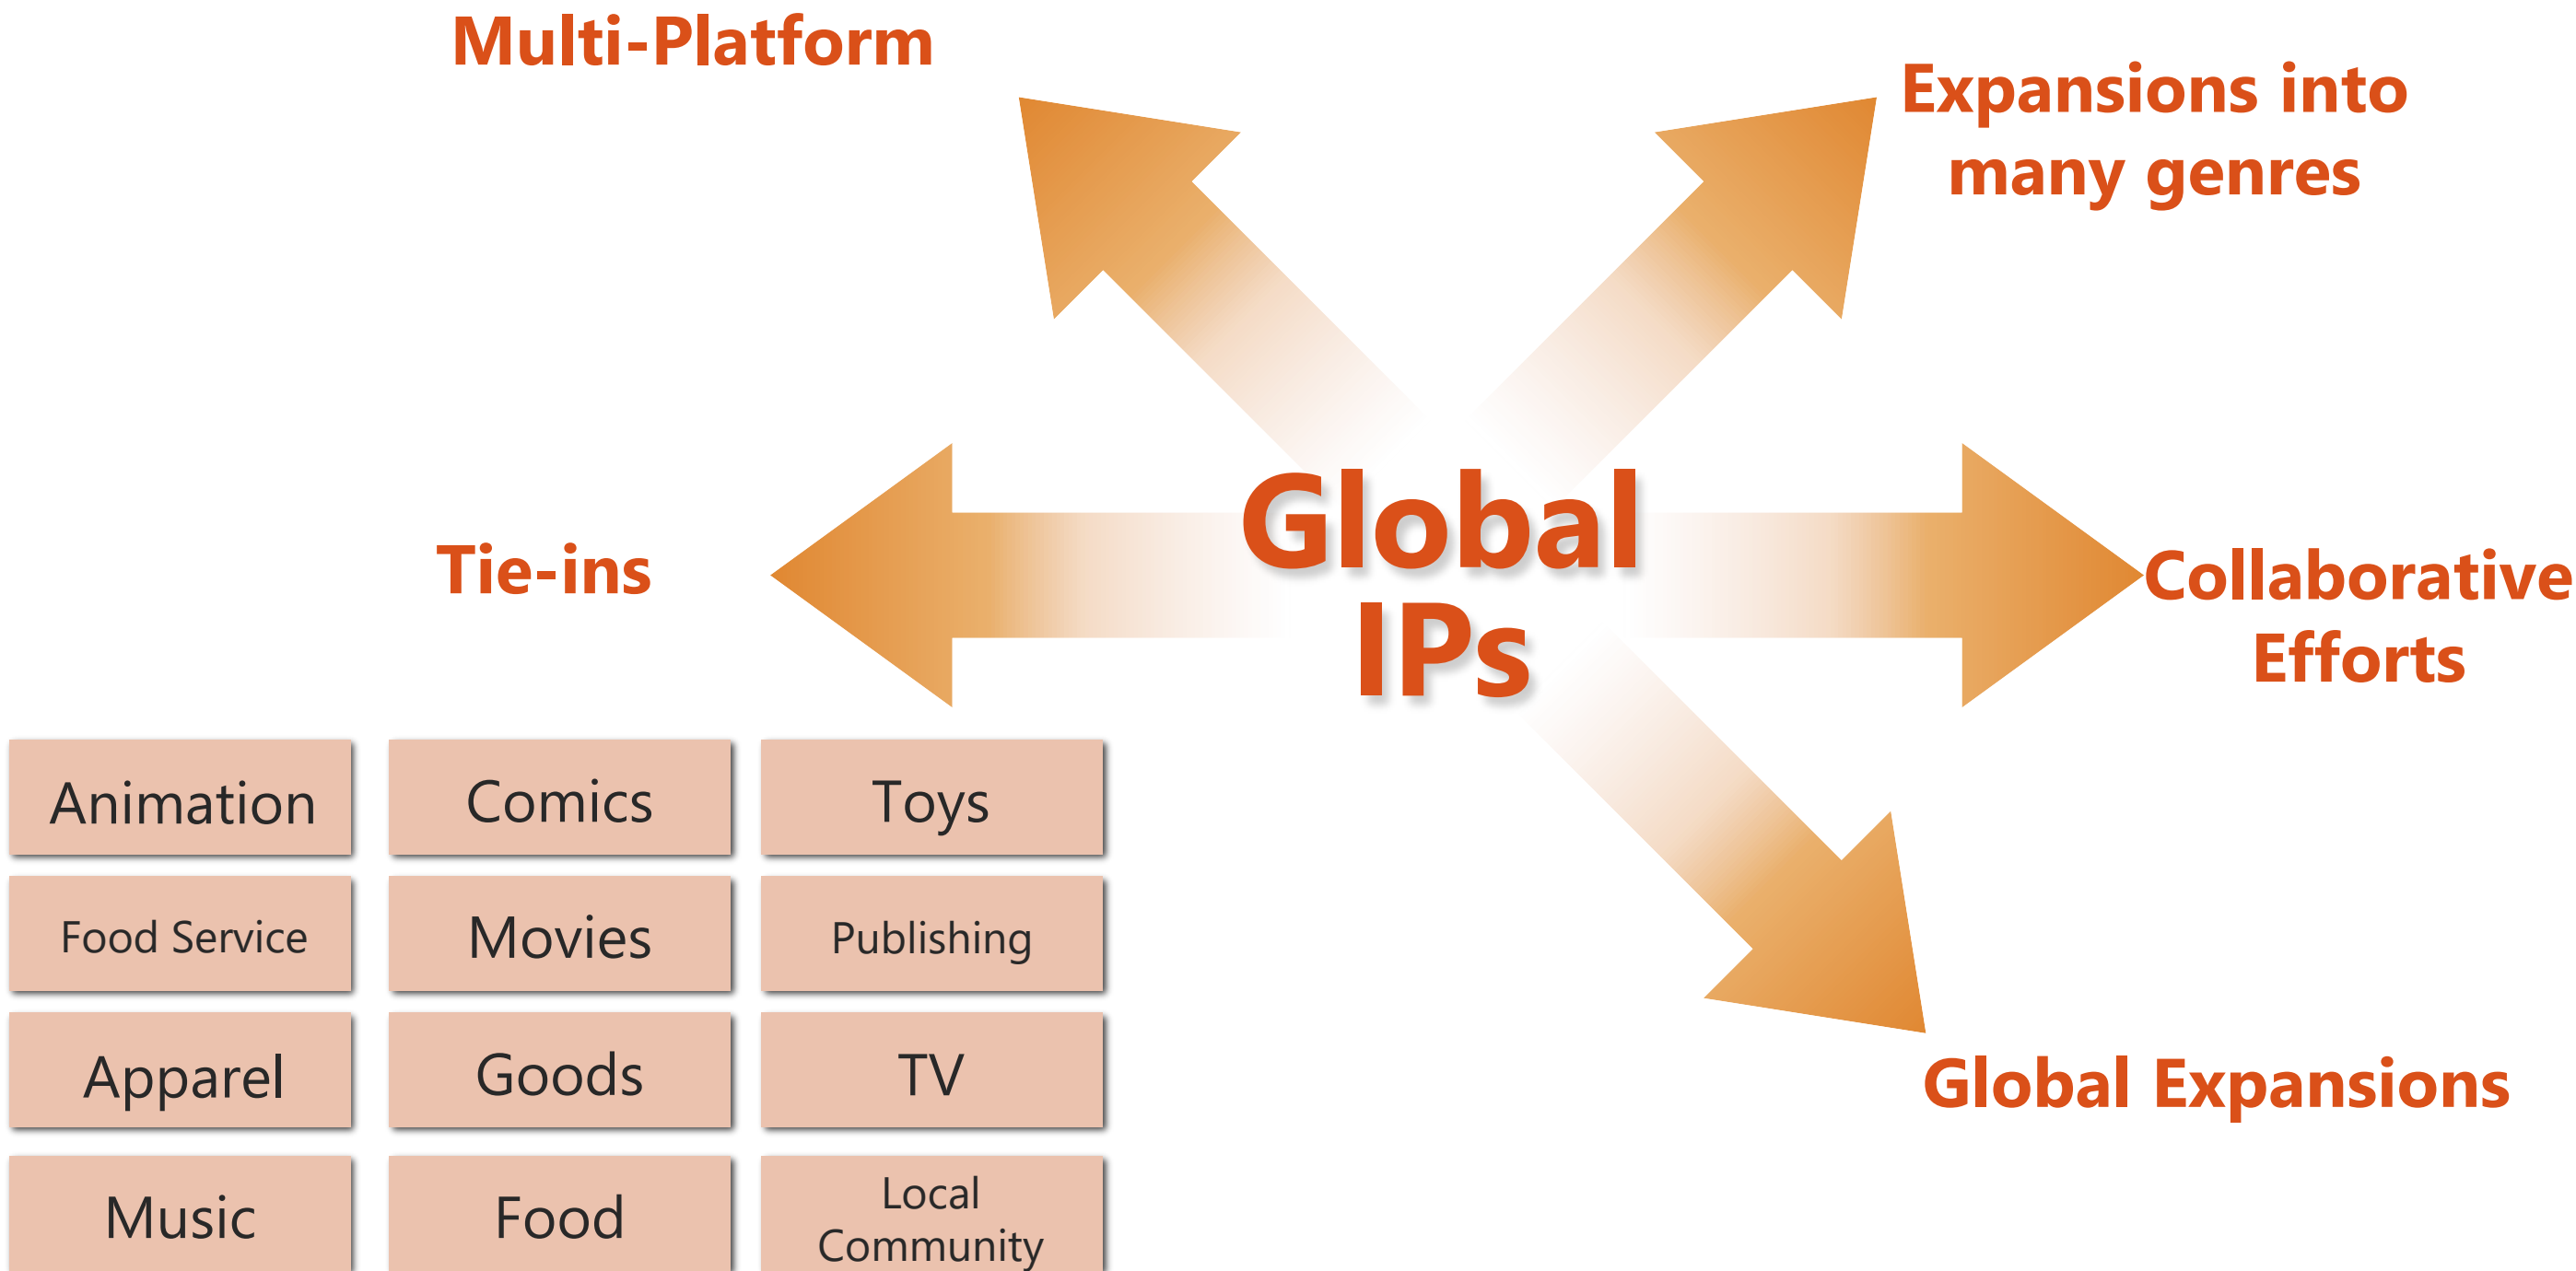 Multi-Platform
Expansions into
many genres
Global
IPs
Tie-ins
Collaborative
Efforts
Animation
Comics
Toys
Food Service
Movies
Publishing
Apparel
Goods
TV
Music
Food
Local
Community
Global Expansions